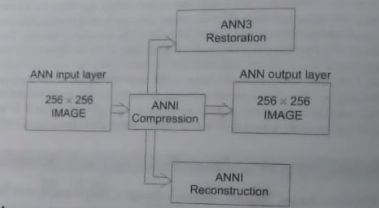 ANN3
Restoration
ANN input layer
ANN output layer
256 × 256
IMAGE
ANNI
Compression
256 × 256
IMAGE
ANNI
Reconstruction